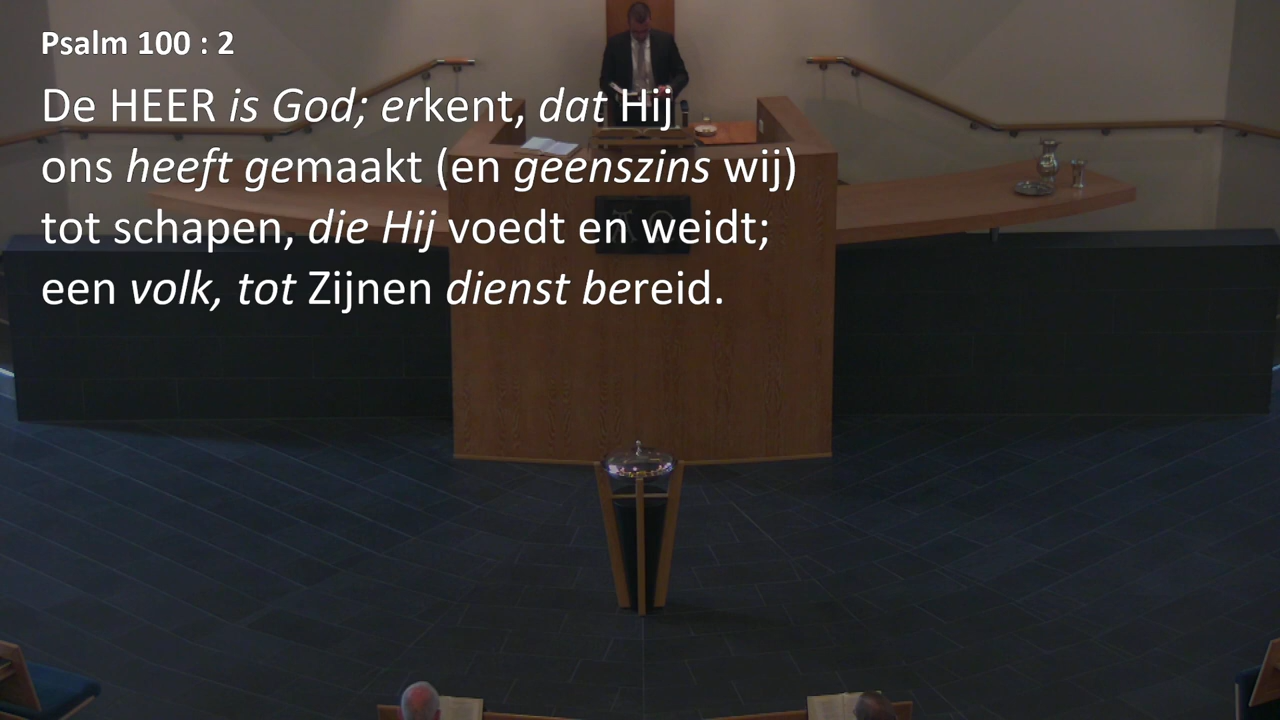 Psalm 100 : 2
De HEER is God; erkent, dat Hij
ons heeft gemaakt (en geenszins wij)
tot schapen, die Hij voedt en weidt;
een volk, tot Zijnen dienst bereid.